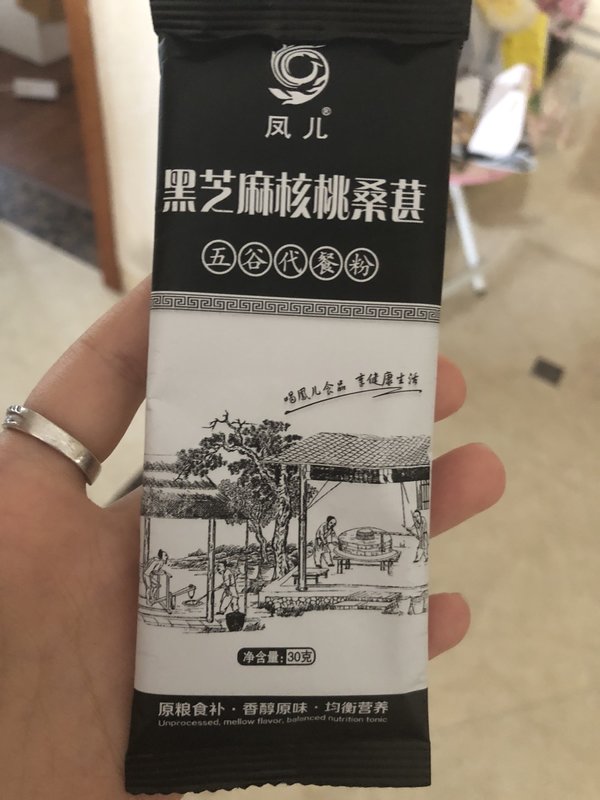 凤儿®
黑芝麻核桃桑葚
五谷代餐粉
喝凤儿食品 享健康生活
净含量：30克
原粮食补·香醇原味·均衡营养
Unprocessed, mellow flavor, balanced nutrition tonic